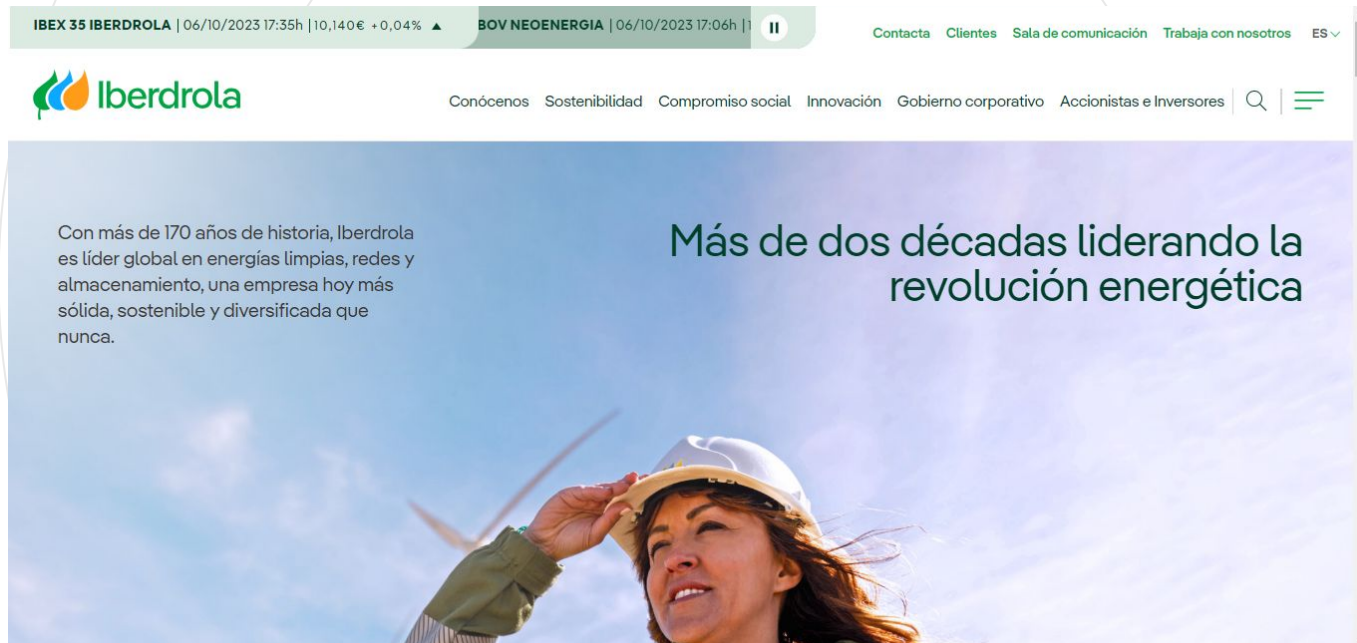 IBEX 35 IBERDROLA | 06/10/2023 17:35h | 10,140€ +0,04% ▲ BOV NEOENERGIA | 06/10/2023 17:06h |
Contacta Clientes Sala de comunicación Trabaja con nosotros ES
Iberdrola
Conócenos Sostenibilidad Compromiso social Innovación Gobierno corporativo Accionistas e Inversores
Con más de 170 años de historia, Iberdrola
es líder global en energías limpias, redes y
almacenamiento, una empresa hoy más
sólida, sostenible y diversificada que
nunca.
Más de dos décadas liderando la
revolución energética